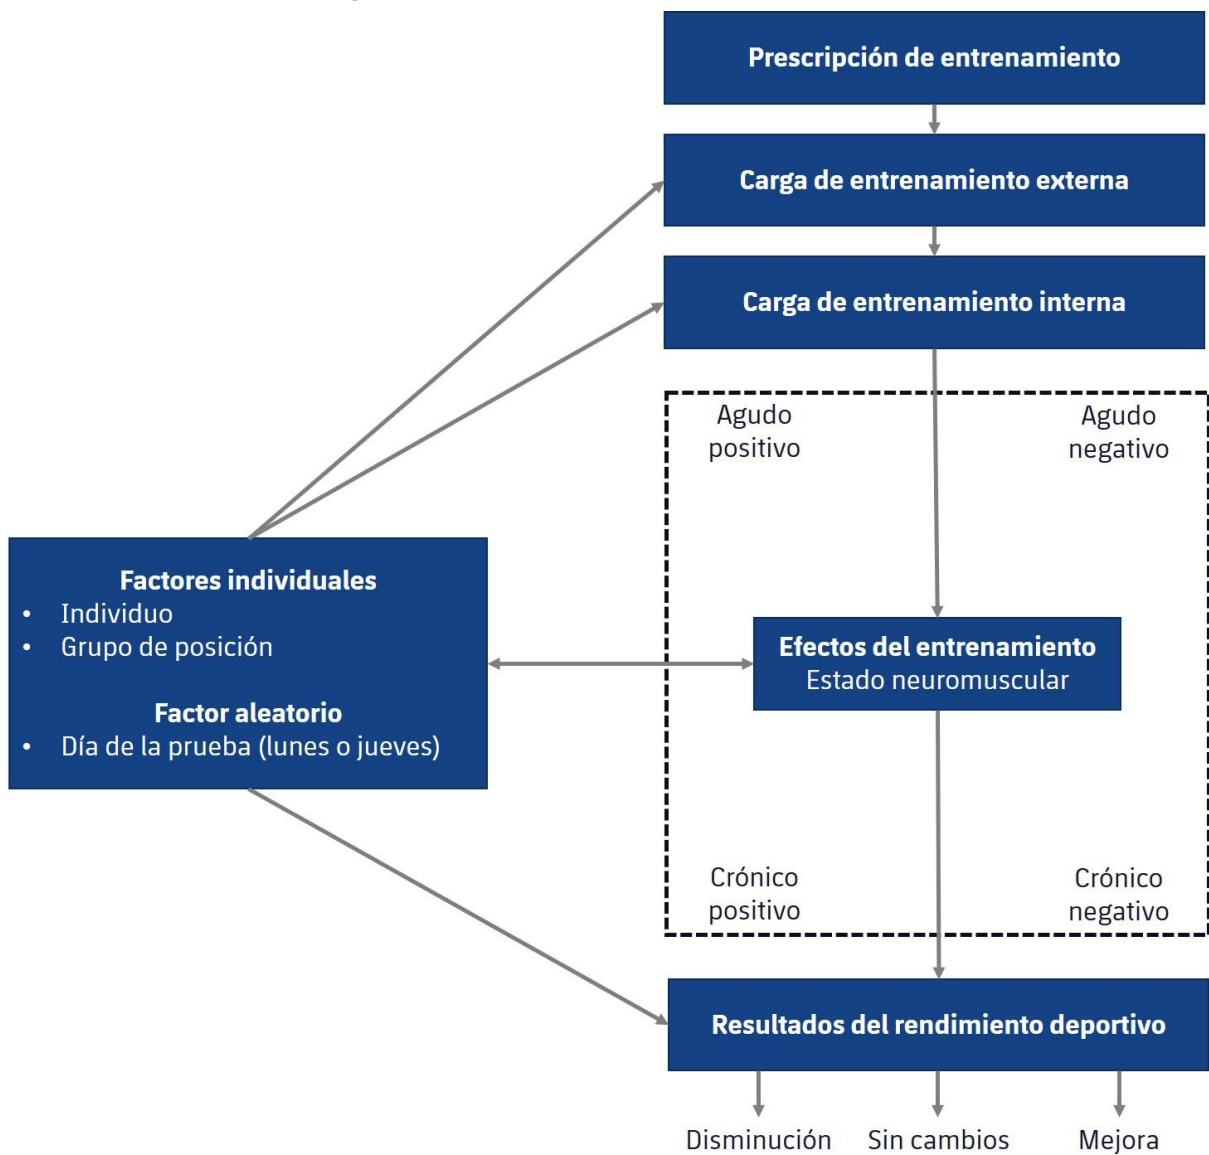 Prescripción de entrenamiento
Carga de entrenamiento externa
Carga de entrenamiento interna
Agudo
positivo
Agudo
negativo
Factores individuales
• Individuo
• Grupo de posición
Factor aleatorio
• Día de la prueba (lunes o jueves)
Efectos del entrenamiento
Estado neuromuscular
Crónico
positivo
Crónico
negativo
Resultados del rendimiento deportivo
Disminución
Sin cambios
Mejora